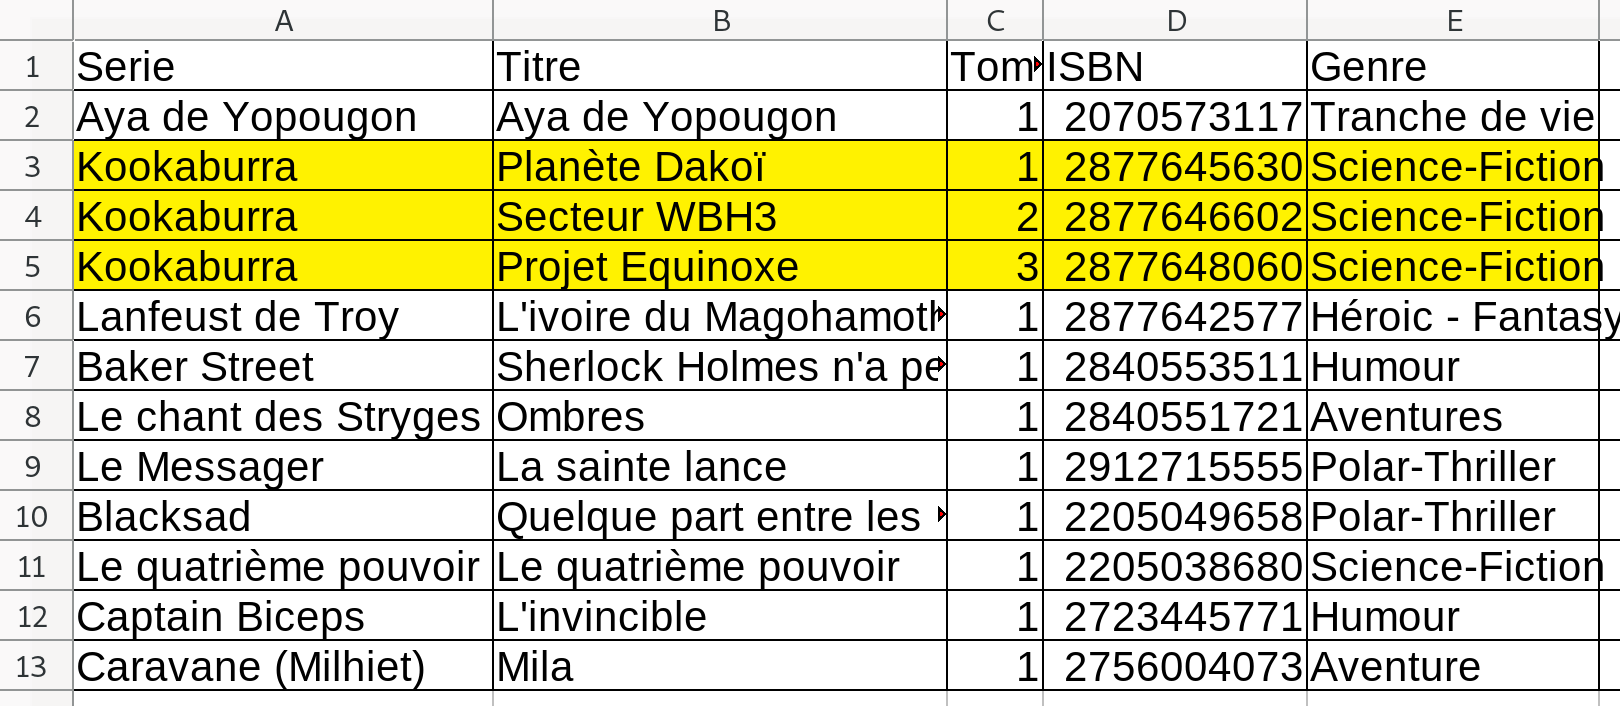 A B C D E
1 Serie Titre Tom ISBN Genre
2 Aya de Yopougon Aya de Yopougon 1 2070573117 Tranche de vie
3 Kookaburra Planète Dakoï 1 2877645630 Science-Fiction
4 Kookaburra Secteur WBH3 2 2877646602 Science-Fiction
5 Kookaburra Projet Equinoxe 3 2877648060 Science-Fiction
6 Lanfeust de Troy L'ivoire du Magohamoth 1 2877642577 Héroic - Fantasy
7 Baker Street Sherlock Holmes n'a pe 1 2840553511 Humour
8 Le chant des Stryges Ombres 1 2840551721 Aventures
9 Le Messager La sainte lance 1 2912715555 Polar-Thriller
10 Blacksad Quelque part entre les 1 2205049658 Polar-Thriller
11 Le quatrième pouvoir Le quatrième pouvoir 1 2205038680 Science-Fiction
12 Captain Biceps L'invincible 1 2723445771 Humour
13 Caravane (Milhiet) Mila 1 2756004073 Aventure